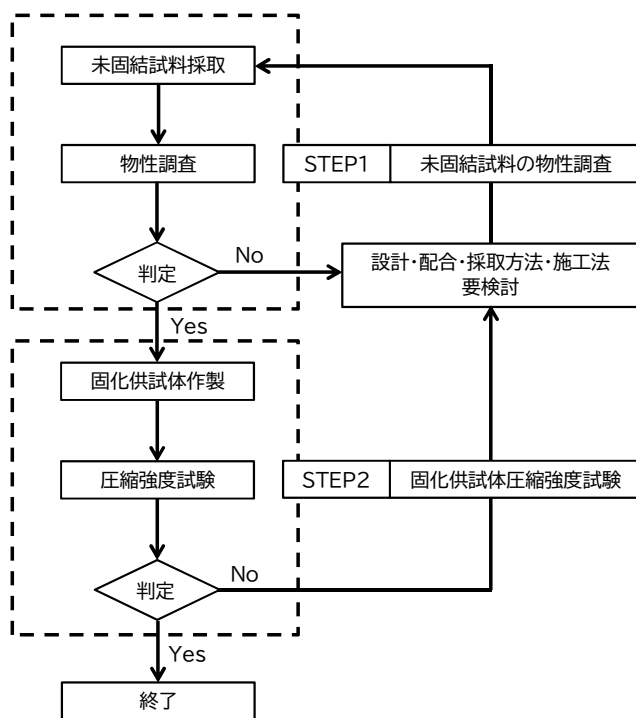 未固結試料採取
物性調査
STEP1
未固結試料の物性調査
判定
No
設計・配合・採取方法・施工法
要検討
Yes
固化供試体作製
圧縮強度試験
STEP2
固化供試体圧縮強度試験
判定
No
Yes
終了